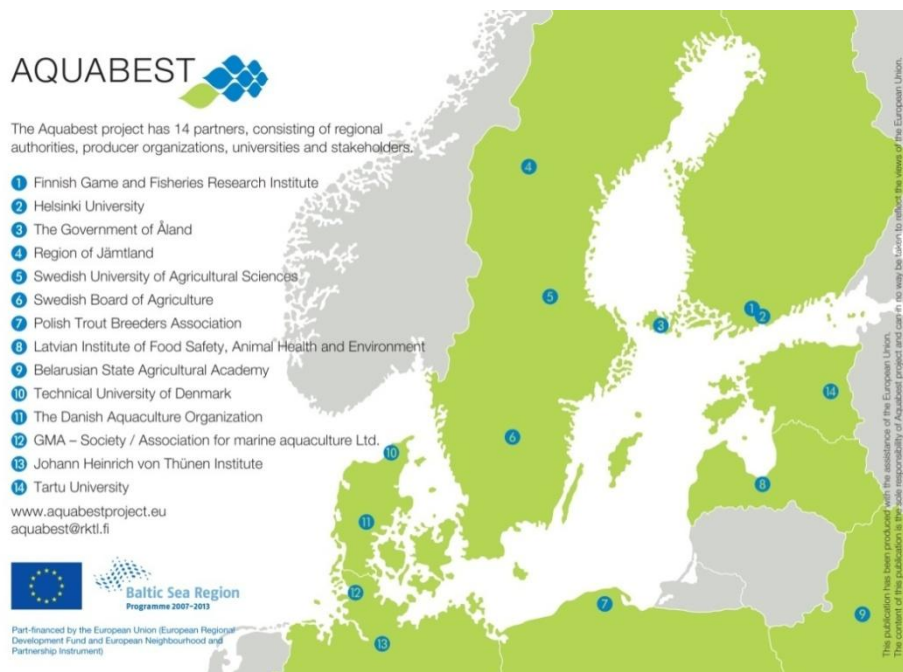 AQUABEST
The Aquabest project has 14 partners, consisting of regional
authorities, producer organizations, universities and stakeholders.
1 Finnish Game and Fisheries Research Institute
2 Helsinki University
3 The Government of Åland
4 Region of Jämtland
5 Swedish University of Agricultural Sciences
6 Swedish Board of Agriculture
7 Polish Trout Breeders Association
8 Latvian Institute of Food Safety, Animal Health and Environment
9 Belarusian State Agricultural Academy
10 Technical University of Denmark
11 The Danish Aquaculture Organization
12 GMA – Society / Association for marine aquaculture Ltd.
13 Johann Heinrich von Thünen Institute
14 Tartu University
www.aquabestproject.eu
aquabest@rktl.fi
Baltic Sea Region
Programme 2007–2013
Part-financed by the European Union (European Regional
Development Fund and European Neighbourhood and
Partnership Instrument)
4
5
1
2
3
14
6
10
8
11
12
7
9
13
This publication has been produced with the assistance of the European Union.
The content of this publication is the sole responsibility of Aquabest project and can in no way be taken to reflect the views of the European Union.